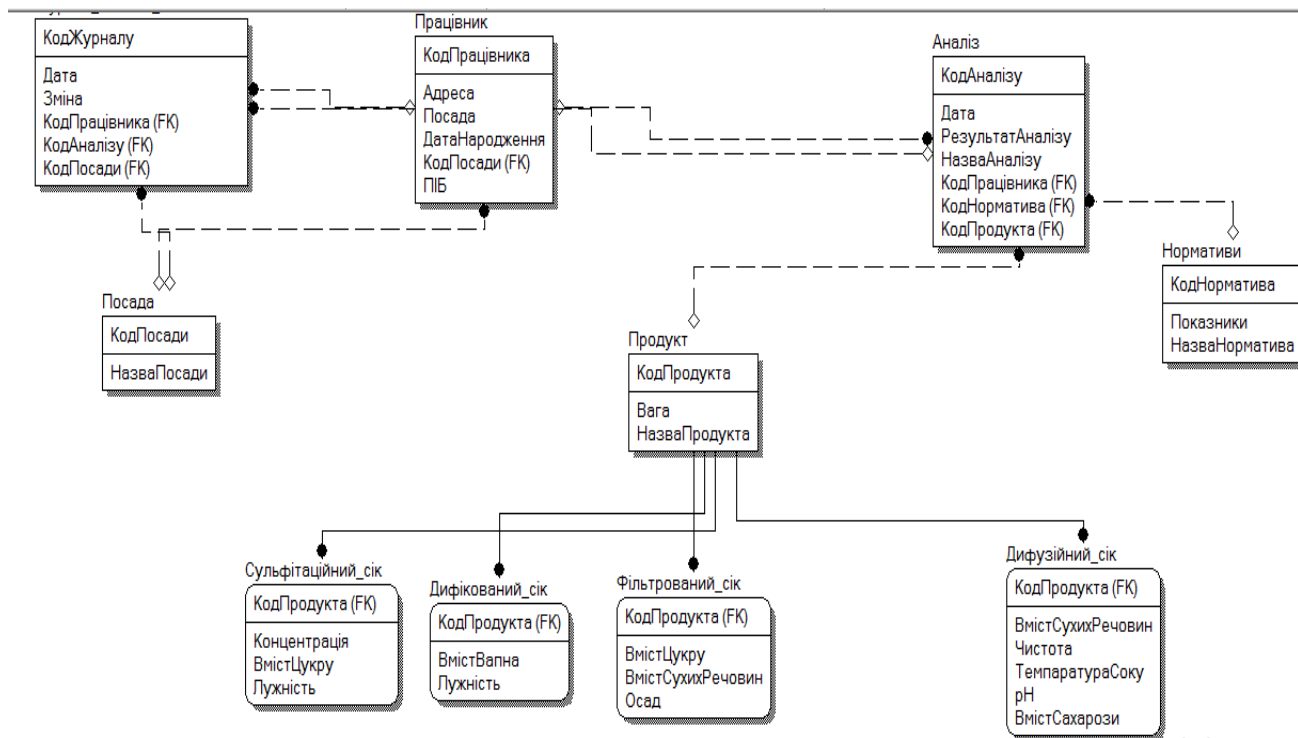 Працівник
Аналіз
КодЖурналу
Дата
Зміна
КодПрацівника (FK)
КодАналізу (FK)
КодПосади (FK)
КодПрацівника
Адреса
Посада
ДатаНародження
КодПосади (FK)
ПІБ
КодАналізу
Дата
РезультатАналізу
НазваАналізу
КодПрацівника (FK)
КодНорматива (FK)
КодПродукта (FK)
Нормативи
КодНорматива
Показники
НазваНорматива
Посада
КодПосади
НазваПосади
Продукт
КодПродукта
Вага
НазваПродукта
Сульфітаційний_сік
КодПродукта (FK)
Концентрація
ВмістЦукру
Лужність
Дифікований_сік
КодПродукта (FK)
ВмістВапна
Лужність
Фільтрований_сік
КодПродукта (FK)
ВмістЦукру
ВмістСухихРечовин
Осад
Дифузійний_сік
КодПродукта (FK)
ВмістСухихРечовин
Чистота
ТемпаратураСоку
рН
ВмістСахарози